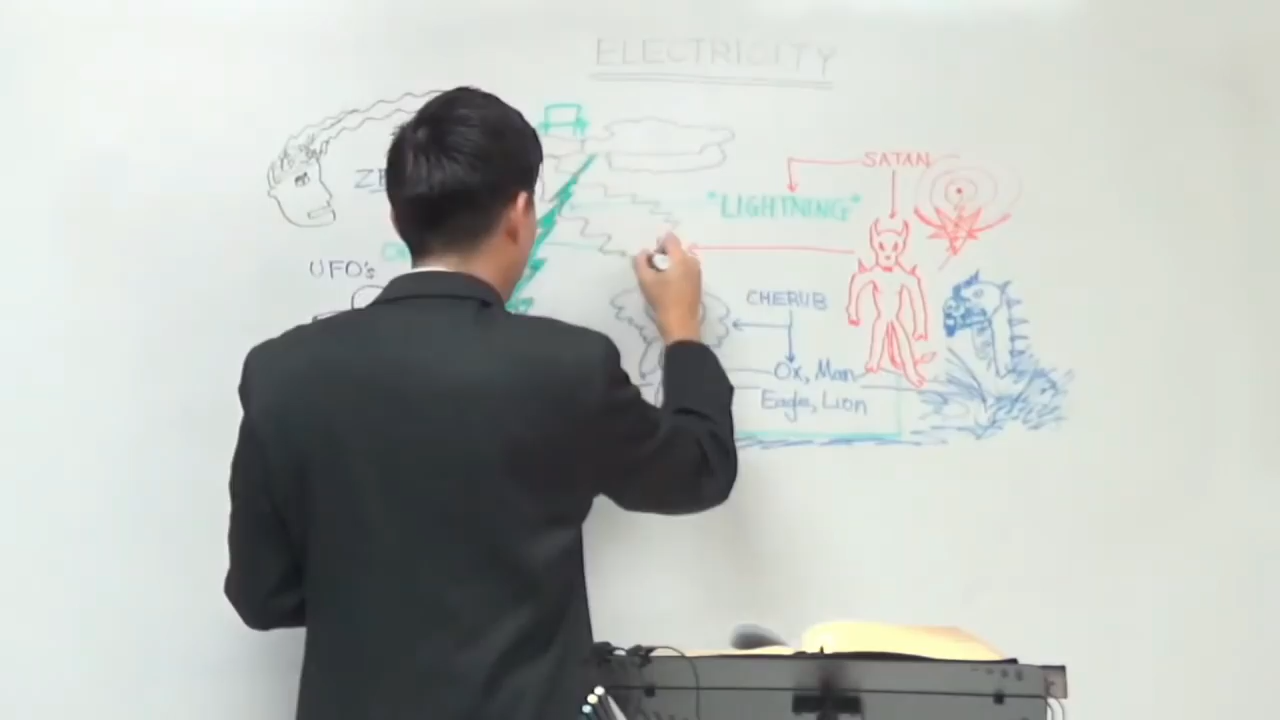 ELECTRICITY
SATAN
"LIGHTNING"
UFO's
CHERUB
Ox, Man
Eagle, Lion